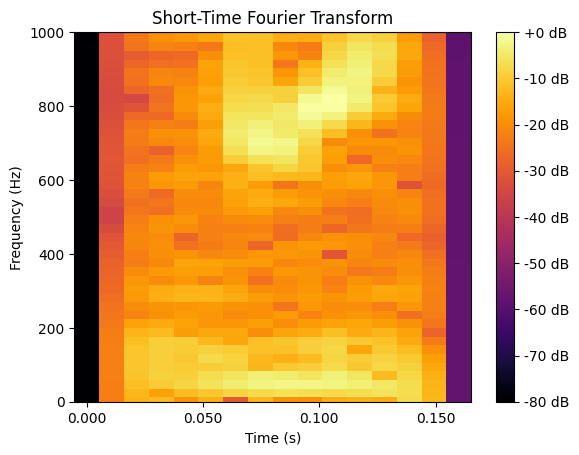 Short-Time Fourier Transform
1000
800
600
400
200
0
Frequency (Hz)
0.000
0.050
0.100
0.150
Time (s)
+0 dB
-10 dB
-20 dB
-30 dB
-40 dB
-50 dB
-60 dB
-70 dB
-80 dB